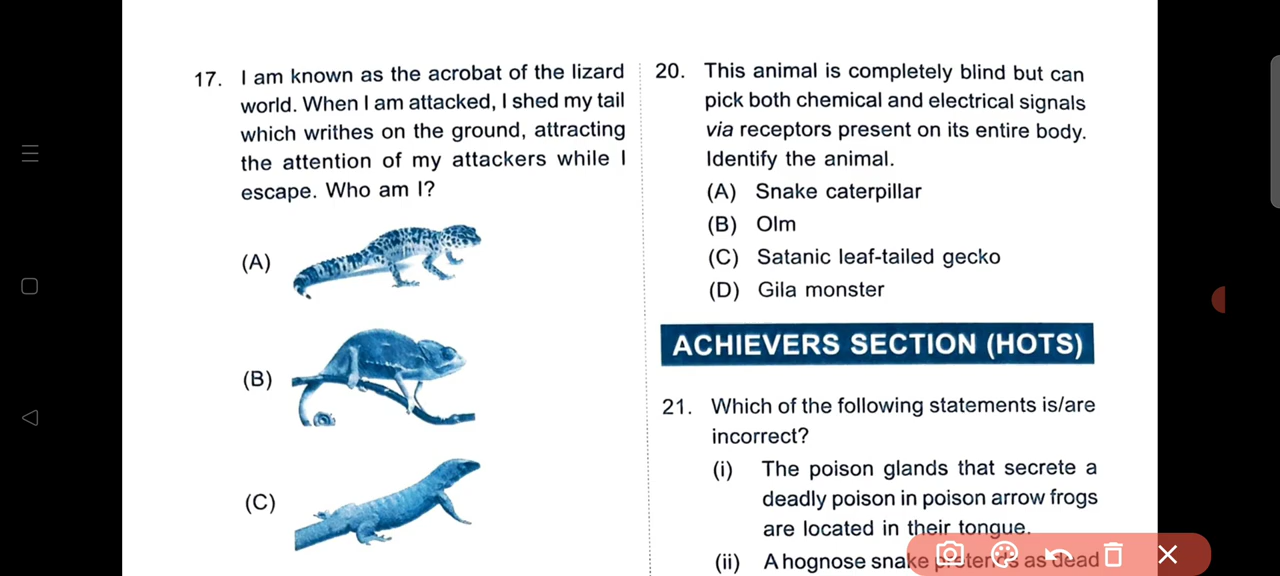 17. I am known as the acrobat of the lizard
world. When I am attacked, I shed my tail
which writhes on the ground, attracting
the attention of my attackers while I
escape. Who am I?
(A)
(B)
(C)
20. This animal is completely blind but can
pick both chemical and electrical signals
via receptors present on its entire body.
Identify the animal.
(A) Snake caterpillar
(B) Olm
(C) Satanic leaf-tailed gecko
(D) Gila monster
ACHIEVERS SECTION (HOTS)
21. Which of the following statements is/are
incorrect?
(i) The poison glands that secrete a
deadly poison in poison arrow frogs
are located in their tongue.
(ii) A hognose snake pretends as dead